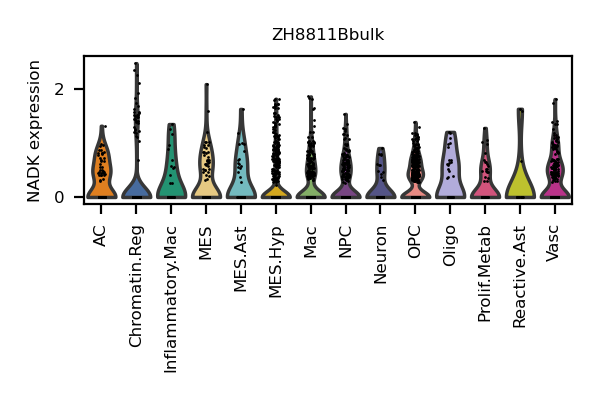 ZH8811Bbulk
NADK expression
2
0
AC
Chromatin.Reg
Inflammatory.Mac
MES
MES.Ast
MES.Hyp
Mac
NPC
Neuron
OPC
Oligo
Prolif.Metab
Reactive.Ast
Vasc